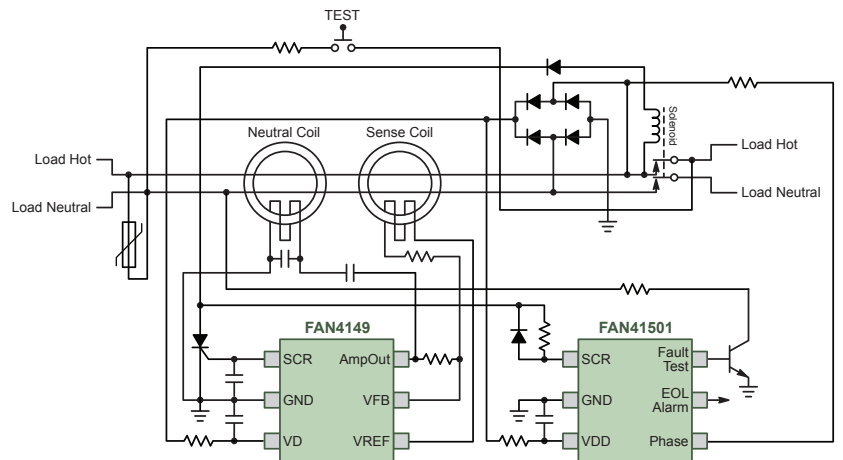 TEST
Neutral Coil
Sense Coil
Solenoid
Load Hot
Load Hot
Load Neutral
Load Neutral
FAN4149
SCR
AmpOut
GND
VFB
VD
VREF
FAN41501
SCR
Fault
Test
GND
EOL
Alarm
VDD
Phase